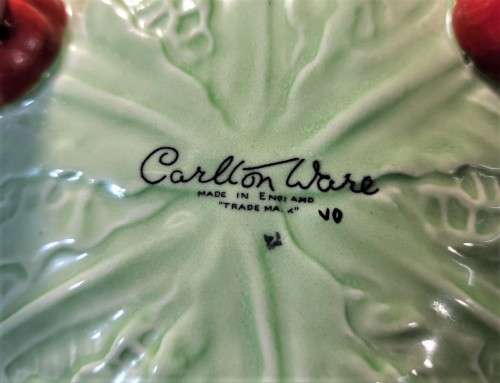 Carlton Ware
MADE IN ENGLAND
"TRADE MARK" VO